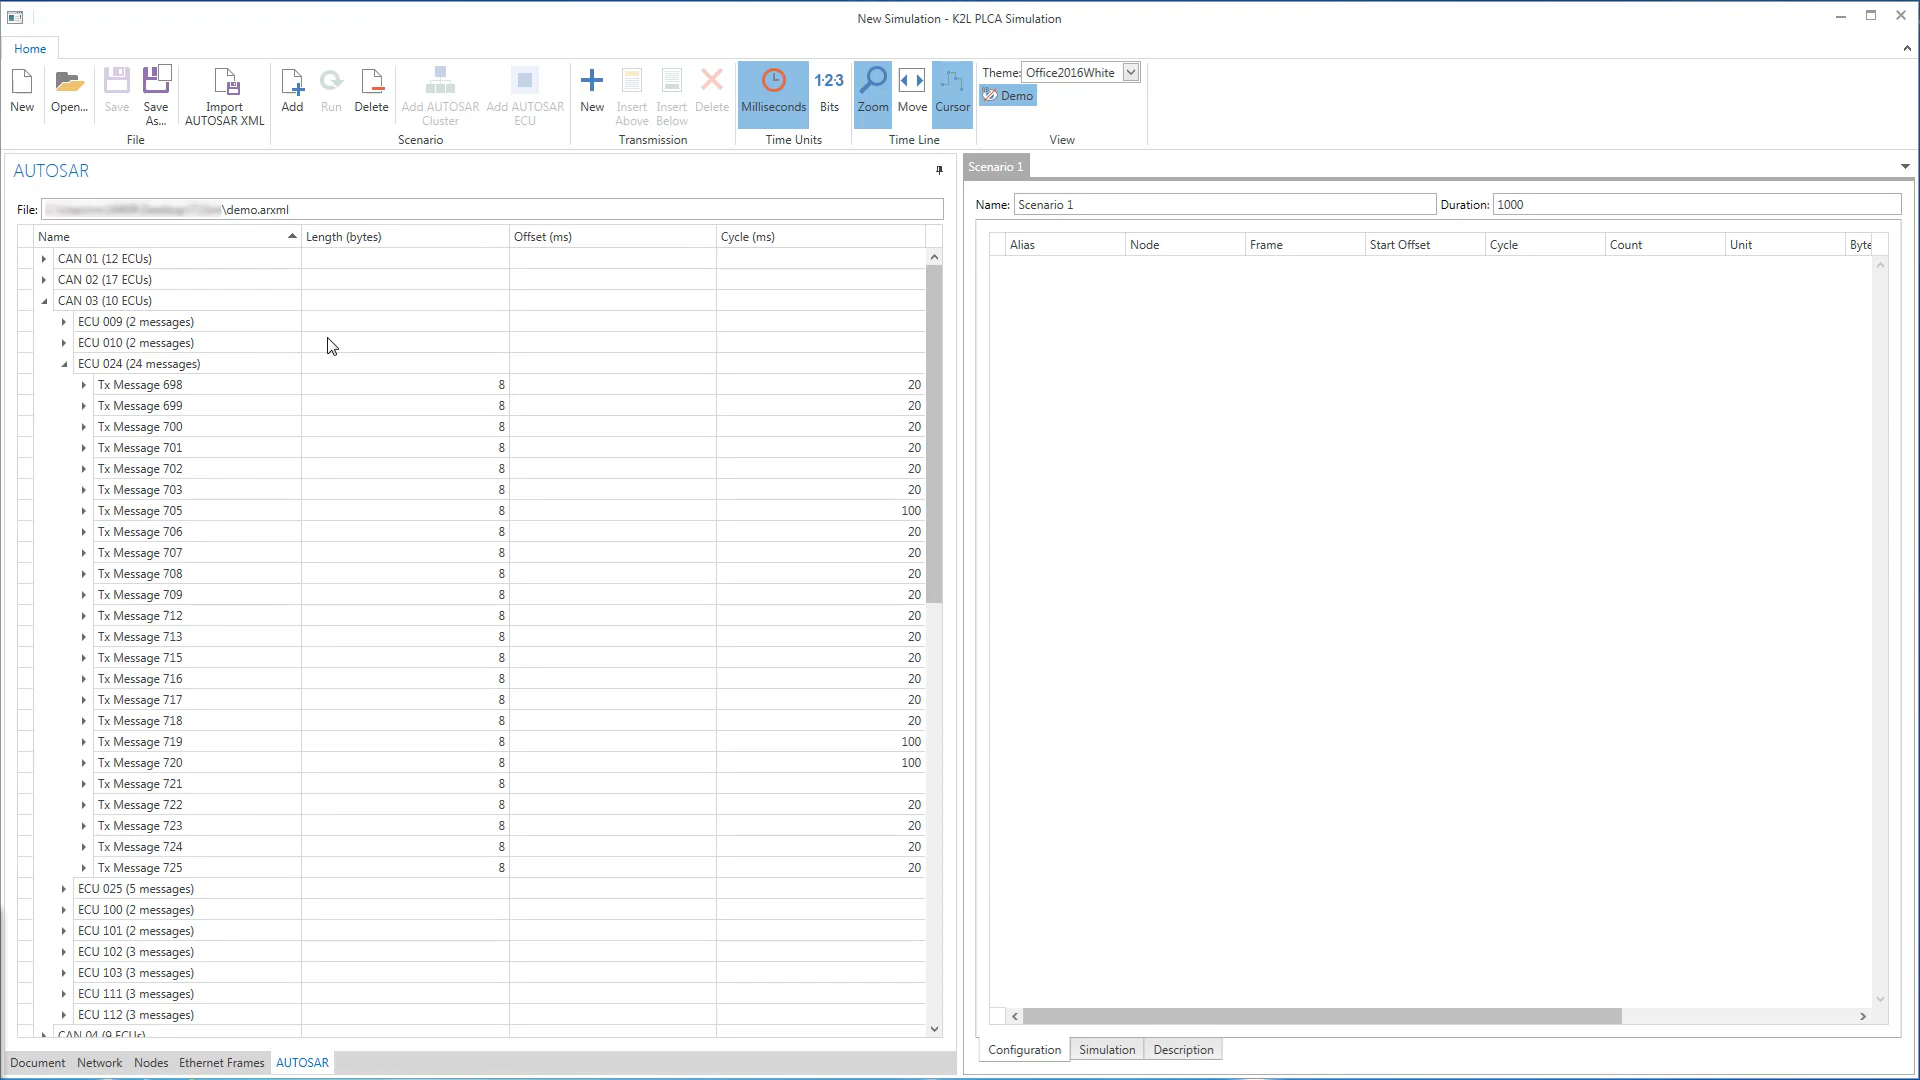 New Simulation - K2L PLCA Simulation
Home
New
Open...
Save
Save As...
Import AUTOSAR XML
File
Add
Run
Delete
Add AUTOSAR Cluster
Add AUTOSAR ECU
Scenario
New
Insert Above
Insert Below
Delete
Transmission
Milliseconds
1·2·3
Bits
Time Units
Zoom
Move
Cursor
Time Line
Theme: Office2016White
Demo
View
AUTOSAR
File: \demo.arxml
Name Length (bytes) Offset (ms) Cycle (ms)
CAN 01 (12 ECUs)
CAN 02 (17 ECUs)
CAN 03 (10 ECUs)
ECU 009 (2 messages)
ECU 010 (2 messages)
ECU 024 (24 messages)
Tx Message 698 8 20
Tx Message 699 8 20
Tx Message 700 8 20
Tx Message 701 8 20
Tx Message 702 8 20
Tx Message 703 8 20
Tx Message 705 8 100
Tx Message 706 8 20
Tx Message 707 8 20
Tx Message 708 8 20
Tx Message 709 8 20
Tx Message 712 8 20
Tx Message 713 8 20
Tx Message 715 8 20
Tx Message 716 8 20
Tx Message 717 8 20
Tx Message 718 8 20
Tx Message 719 8 100
Tx Message 720 8 100
Tx Message 721 8
Tx Message 722 8 20
Tx Message 723 8 20
Tx Message 724 8 20
Tx Message 725 8 20
ECU 025 (5 messages)
ECU 100 (2 messages)
ECU 101 (2 messages)
ECU 102 (3 messages)
ECU 103 (3 messages)
ECU 111 (3 messages)
ECU 112 (3 messages)
CAN 04 (9 ECUs)
Document Network Nodes Ethernet Frames AUTOSAR
Scenario 1
Name: Scenario 1 Duration: 1000
Alias Node Frame Start Offset Cycle Count Unit Byte
Configuration Simulation Description